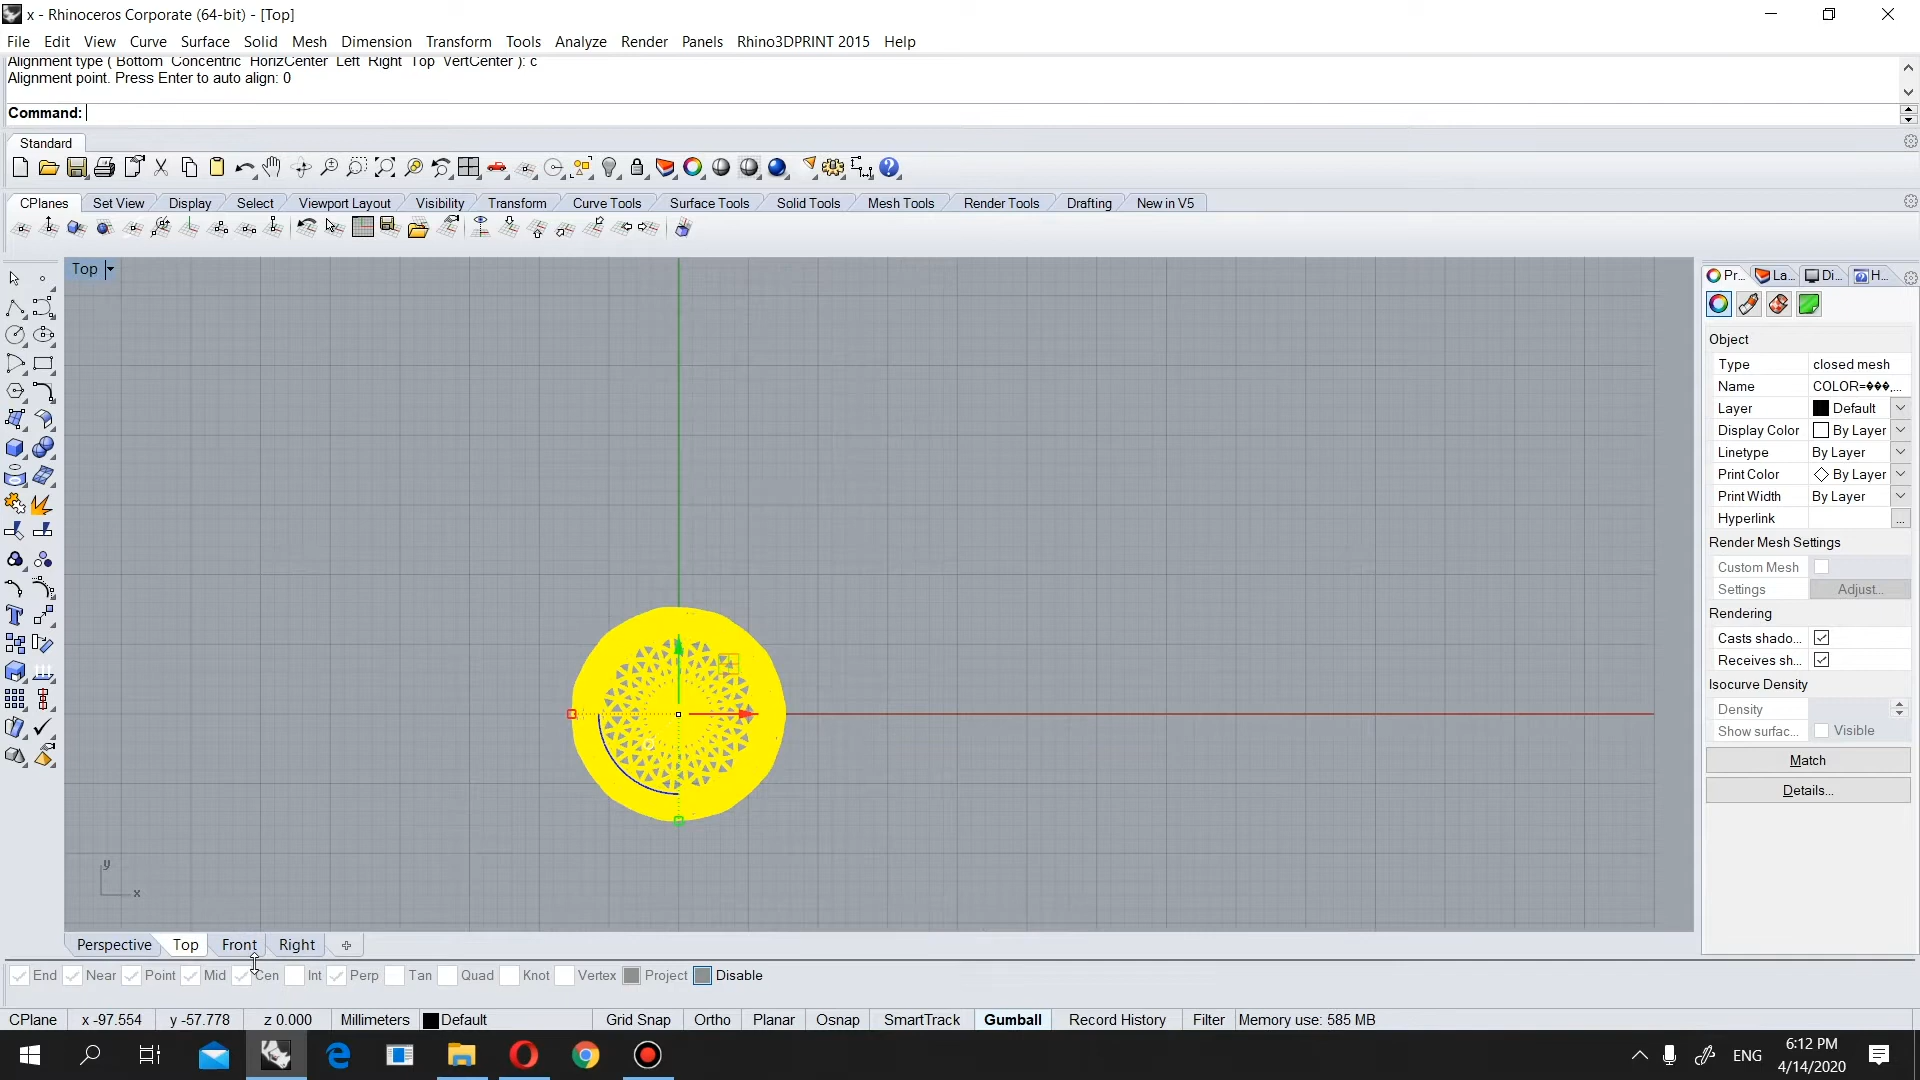 x - Rhinoceros Corporate (64-bit) - [Top]
File Edit View Curve Surface Solid Mesh Dimension Transform Tools Analyze Render Panels Rhino3DPRINT 2015 Help
Alignment type ( Bottom Concentric HorizCenter Left Right Top VertCenter ): c
Alignment point. Press Enter to auto align: 0
Command:
Standard
CPlanes Set View Display Select Viewport Layout Visibility Transform Curve Tools Surface Tools Solid Tools Mesh Tools Render Tools Drafting New in V5
Top
Pr... La... Di... H...
Object
Type closed mesh
Name COLOR=���,...
Layer Default
Display Color By Layer
Linetype By Layer
Print Color By Layer
Print Width By Layer
Hyperlink ...
Render Mesh Settings
Custom Mesh
Settings Adjust...
Rendering
Casts shado...
Receives sh...
Isocurve Density
Density
Show surfac... Visible
Match
Details...
y
x
Perspective Top Front Right
End Near Point Mid Cen Int Perp Tan Quad Knot Vertex Project Disable
CPlane x -97.554 y -57.778 z 0.000 Millimeters Default Grid Snap Ortho Planar Osnap SmartTrack Gumball Record History Filter Memory use: 585 MB
ENG
6:12 PM
4/14/2020